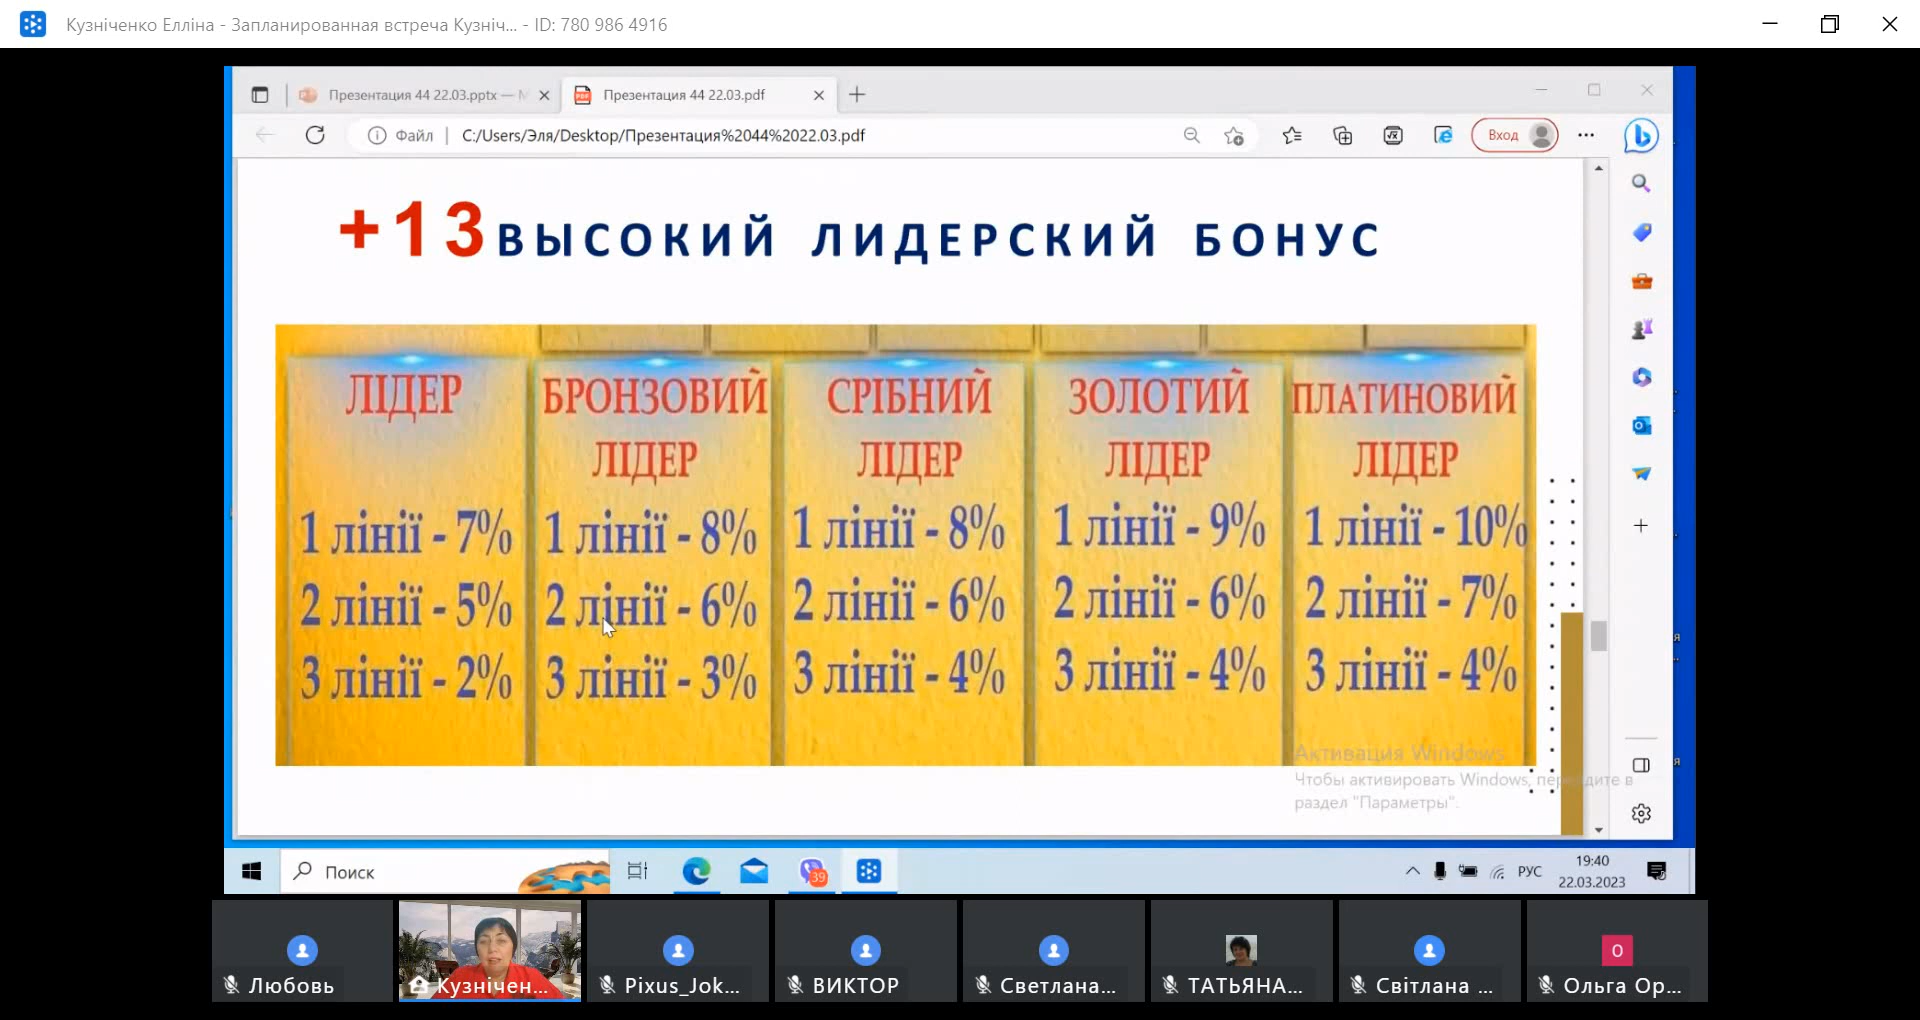 Кузніченко Елліна - Запланированная встреча Кузніч... - ID: 780 986 4916
Презентация 44 22.03.pptx — M
Презентация 44 22.03.pdf
Файл
C:/Users/Эля/Desktop/Презентация%2044%2022.03.pdf
Вход
+13 ВЫСОКИЙ ЛИДЕРСКИЙ БОНУС
ЛІДЕР
1 лінії - 7%
2 лінії - 5%
3 лінії - 2%
БРОНЗОВИЙ
ЛІДЕР
1 лінії - 8%
2 лінії - 6%
3 лінії - 3%
СРІБНИЙ
ЛІДЕР
1 лінії - 8%
2 лінії - 6%
3 лінії - 4%
ЗОЛОТИЙ
ЛІДЕР
1 лінії - 9%
2 лінії - 6%
3 лінії - 4%
ПЛАТИНОВИЙ
ЛІДЕР
1 лінії - 10%
2 лінії - 7%
3 лінії - 4%
Активация Windows
Чтобы активировать Windows, перейдите в
раздел "Параметры".
Поиск
39
РУС
19:40
22.03.2023
Любовь
Кузнічен...
Pixus_Jok...
ВИКТОР
Светлана...
ТАТЬЯНА...
Світлана ...
О
Ольга Ор...